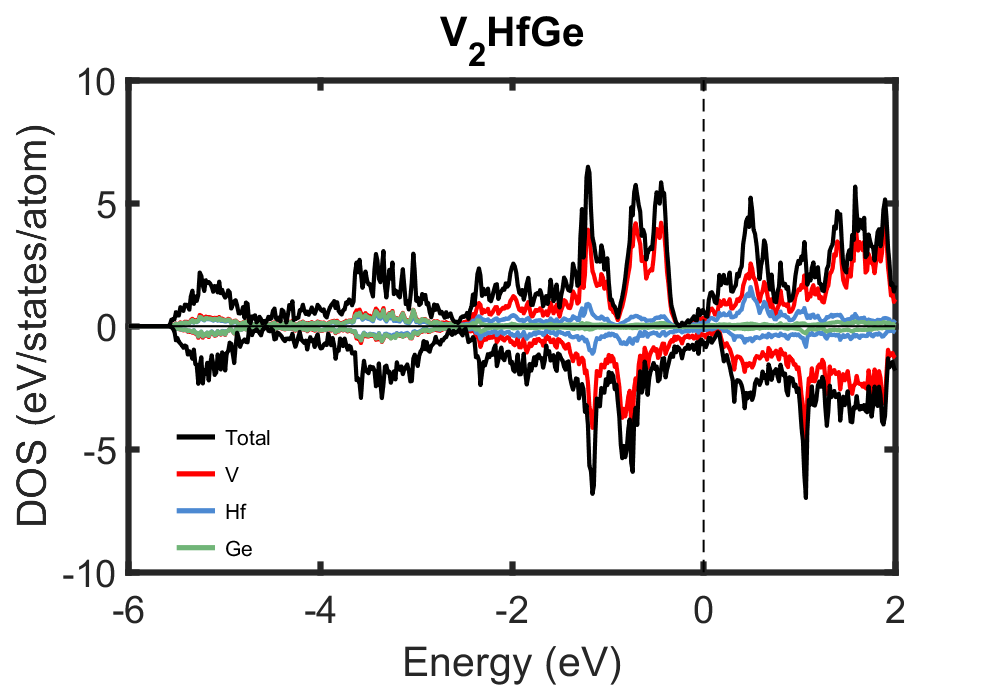 V₂HfGe
DOS (eV/states/atom)
10
5
0
-5
-10
Total
V
Hf
Ge
-6 -4 -2 0 2
Energy (eV)